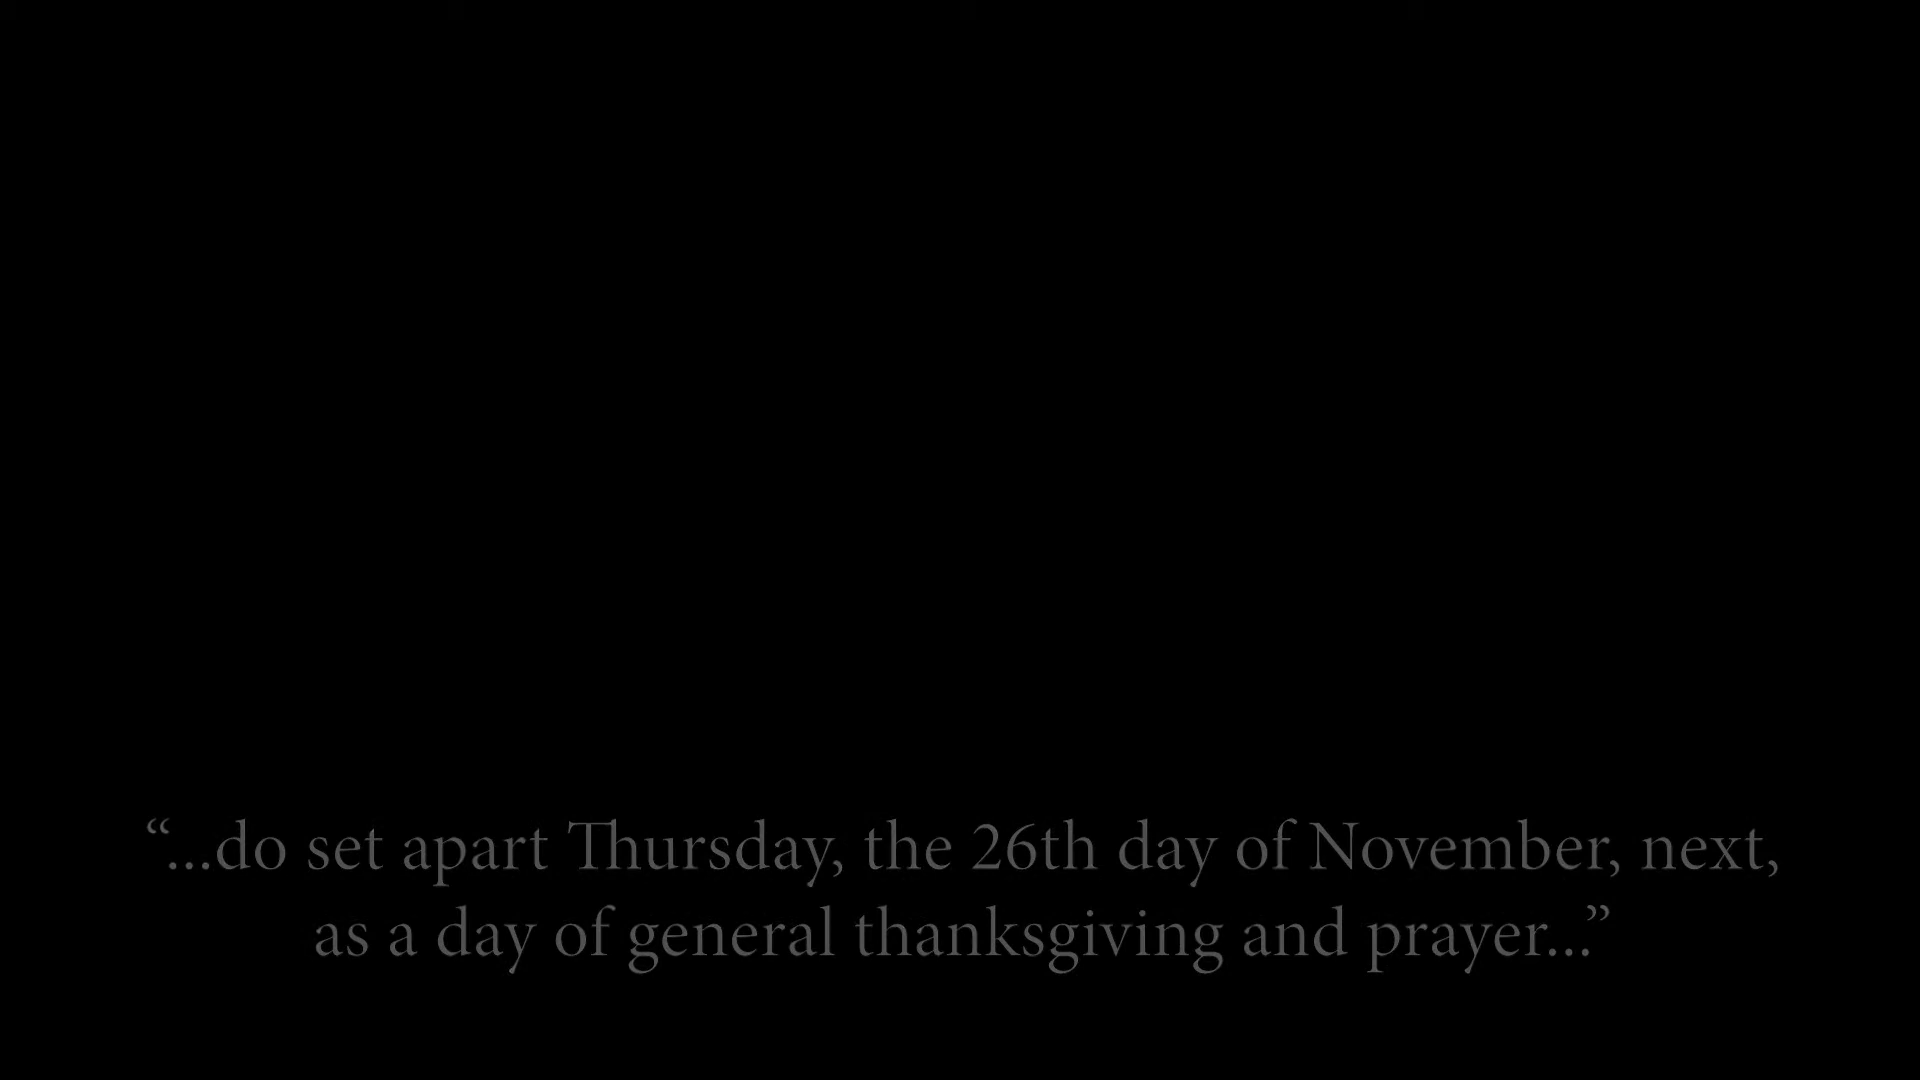 “...do set apart Thursday, the 26th day of November, next,
as a day of general thanksgiving and prayer...”